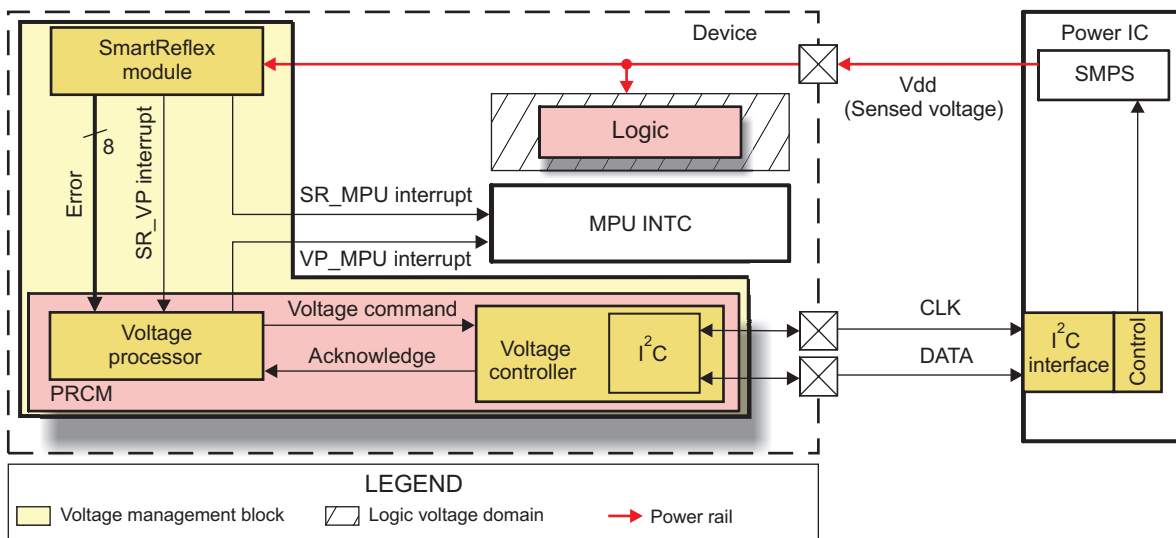 SmartReflex
module
Device
Power IC
SMPS
Vdd
(Sensed voltage)
Logic
8
Error
SR_VP interrupt
SR_MPU interrupt
MPU INTC
VP_MPU interrupt
Voltage
processor
Voltage command
Acknowledge
Voltage
controller
I²C
PRCM
CLK
DATA
I²C
interface
Control
LEGEND
Voltage management block
Logic voltage domain
Power rail